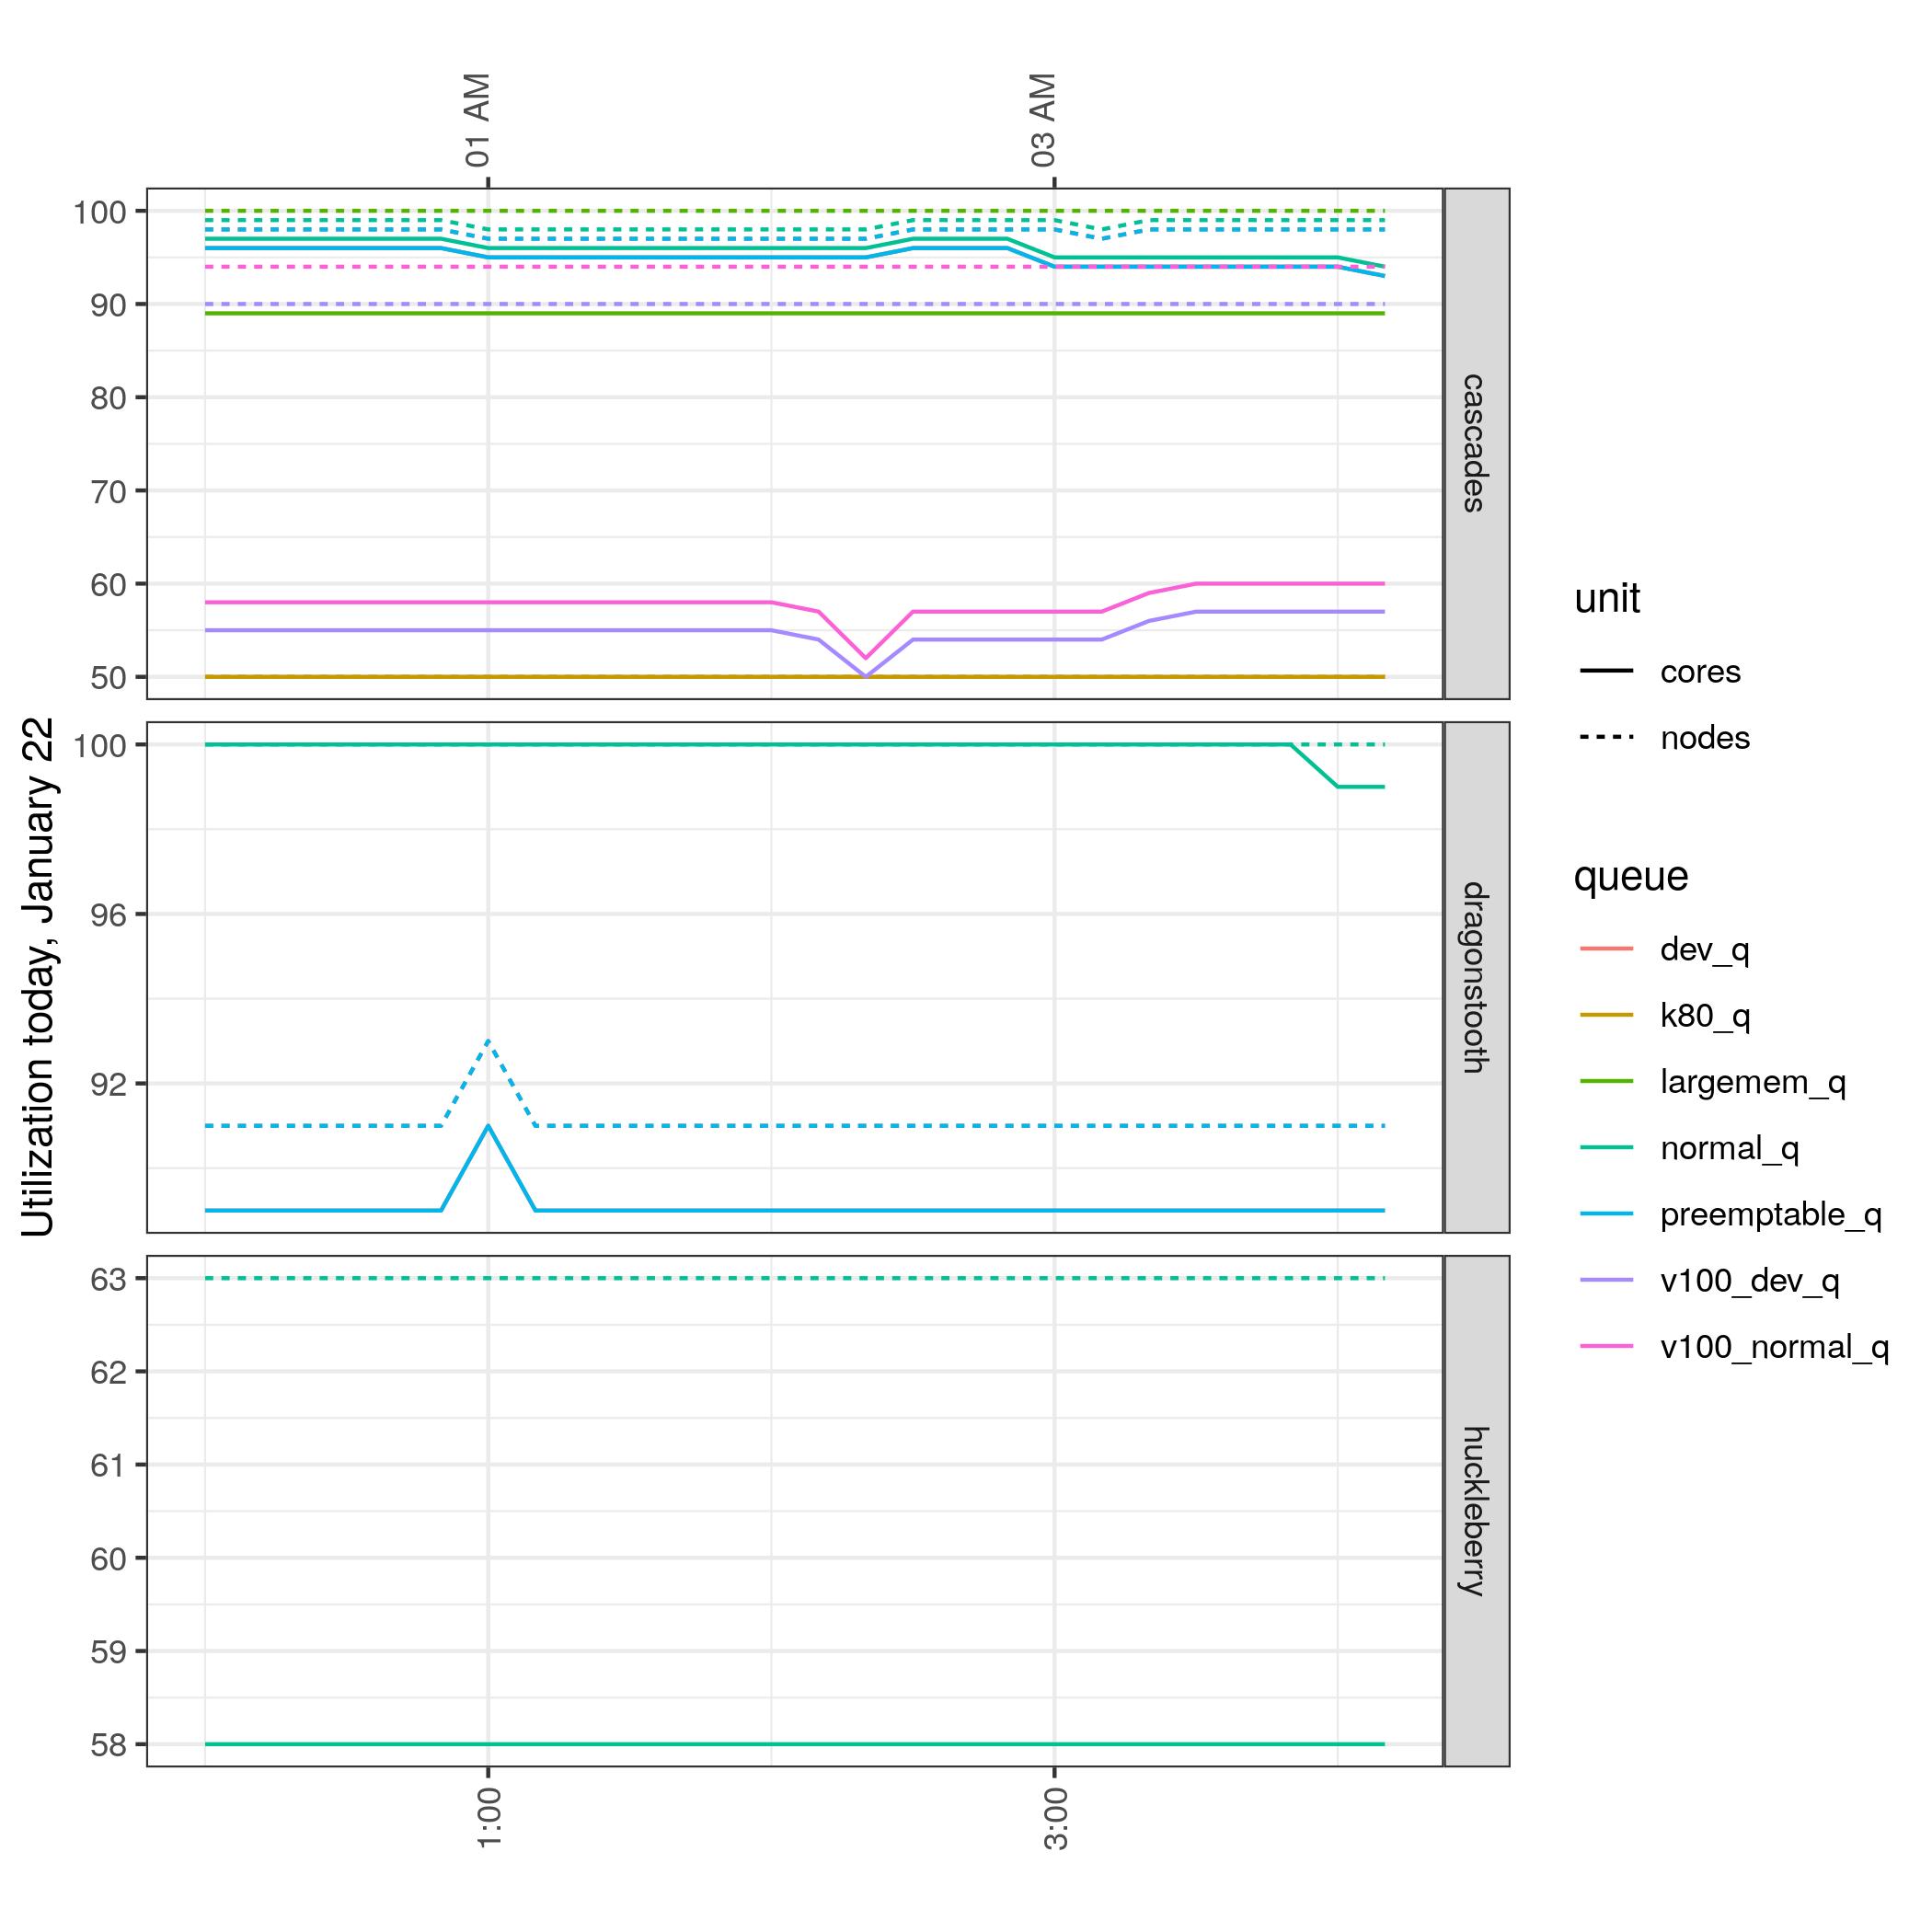 01 AM
03 AM
Utilization today, January 22
100
90
80
70
60
50
cascades
100
96
92
dragonstooth
63
62
61
60
59
58
huckleberry
1:00
3:00
unit
cores
nodes
queue
dev_q
k80_q
largemem_q
normal_q
preemptable_q
v100_dev_q
v100_normal_q